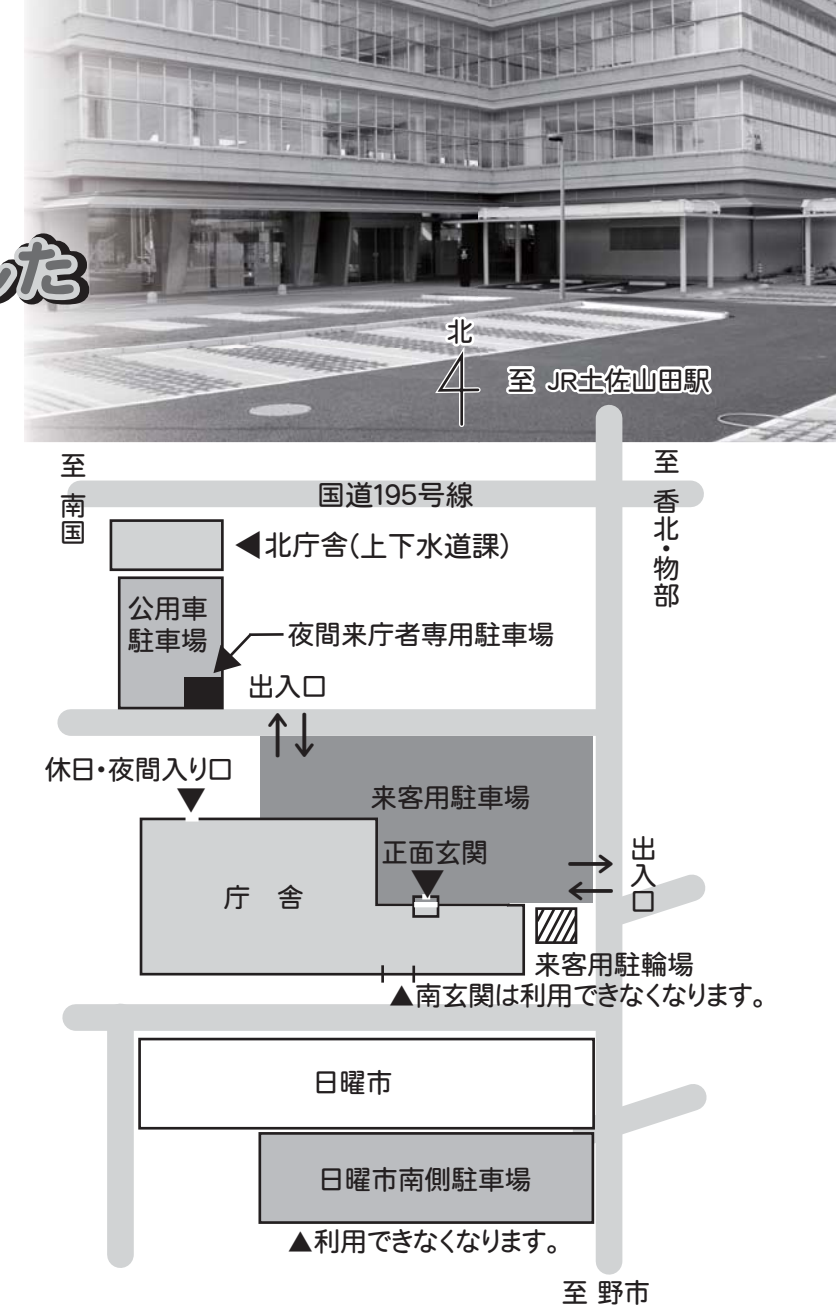 した
北
至 JR土佐山田駅
至 南国
国道195号線
至 香北・物部
◀北庁舎(上下水道課)
公用車
駐車場
夜間来庁者専用駐車場
出入口
休日・夜間入り口
来客用駐車場
正面玄関
出入口
庁 舎
来客用駐輪場
▲南玄関は利用できなくなります。
日曜市
日曜市南側駐車場
▲利用できなくなります。
至 野市